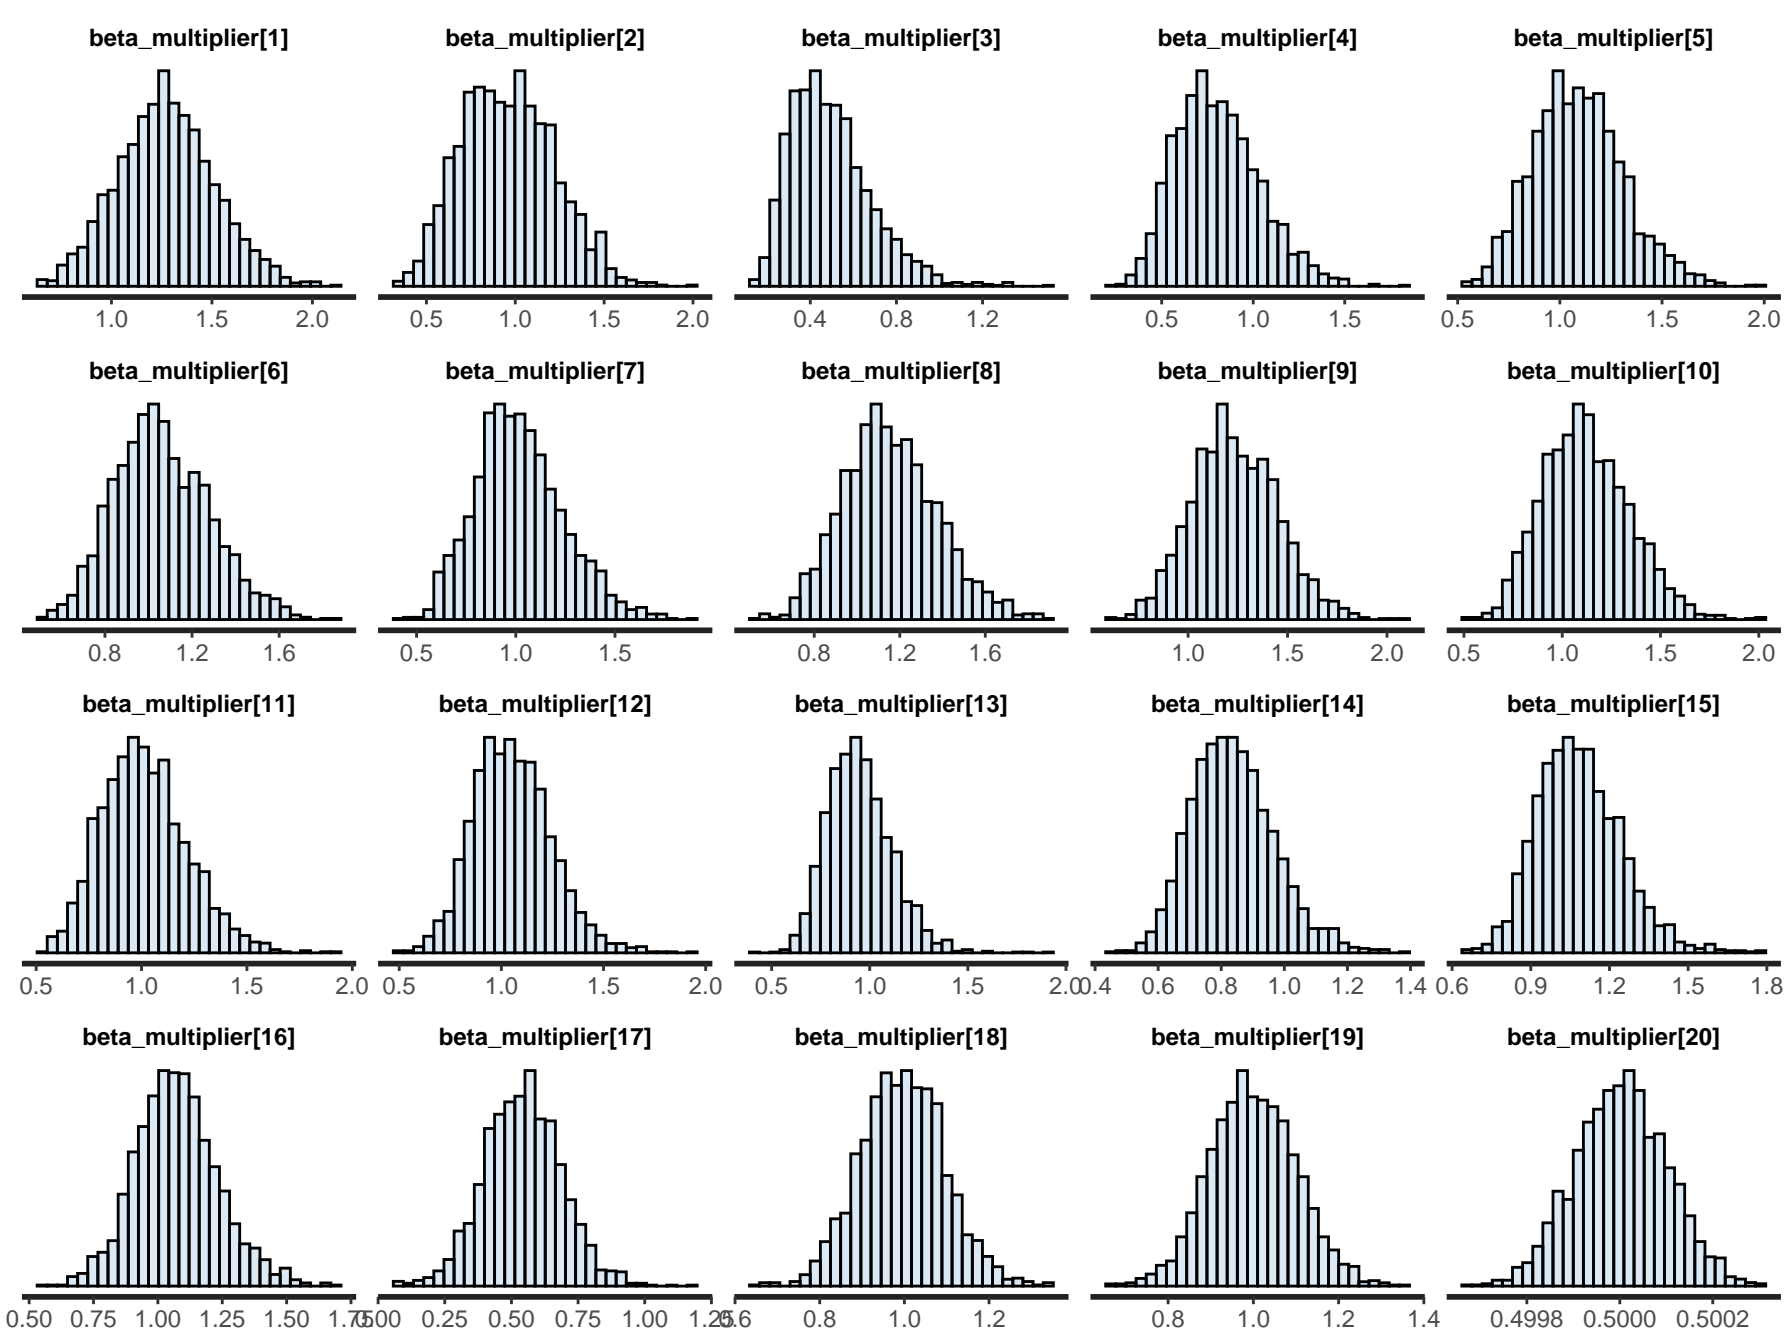 beta_multiplier[1] beta_multiplier[2] beta_multiplier[3] beta_multiplier[4] beta_multiplier[5]
1.0 1.5 2.0 0.5 1.0 1.5 2.0 0.4 0.8 1.2 0.5 1.0 1.5 0.5 1.0 1.5 2.0
beta_multiplier[6] beta_multiplier[7] beta_multiplier[8] beta_multiplier[9] beta_multiplier[10]
0.8 1.2 1.6 0.5 1.0 1.5 0.8 1.2 1.6 1.0 1.5 2.0 0.5 1.0 1.5 2.0
beta_multiplier[11] beta_multiplier[12] beta_multiplier[13] beta_multiplier[14] beta_multiplier[15]
0.5 1.0 1.5 2.0 0.5 1.0 1.5 2.0 0.5 1.0 1.5 2.0 0.4 0.6 0.8 1.0 1.2 1.4 0.6 0.9 1.2 1.5 1.8
beta_multiplier[16] beta_multiplier[17] beta_multiplier[18] beta_multiplier[19] beta_multiplier[20]
0.50 0.75 1.00 1.25 1.50 1.75 0.00 0.25 0.50 0.75 1.00 1.25 0.6 0.8 1.0 1.2 0.8 1.0 1.2 1.4 0.4998 0.5000 0.5002